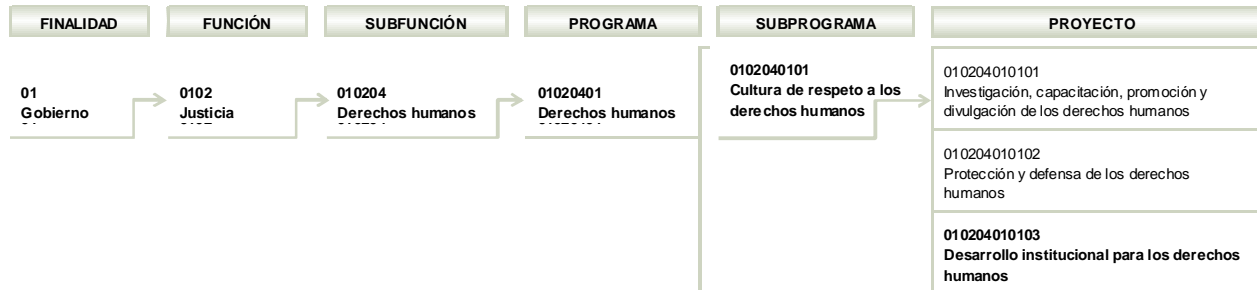 FINALIDAD
FUNCIÓN
SUBFUNCIÓN
PROGRAMA
SUBPROGRAMA
PROYECTO
01
Gobierno
0102
Justicia
010204
Derechos humanos
01020401
Derechos humanos
0102040101
Cultura de respeto a los
derechos humanos
010204010101
Investigación, capacitación, promoción y
divulgación de los derechos humanos
010204010102
Protección y defensa de los derechos
humanos
010204010103
Desarrollo institucional para los derechos
humanos